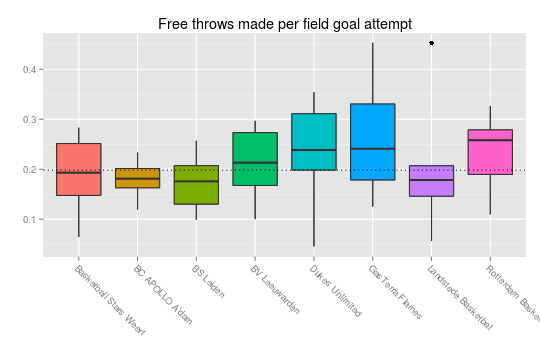 Free throws made per field goal attempt
0.4
0.3
0.2
0.1
Basketball Stars Weert
BC APOLLO A'dam
BS Leiden
BV Leeuwarden
Dukes Unlimited
GasTerra Flames
Landstede Basketbal
Rotterdam Basket